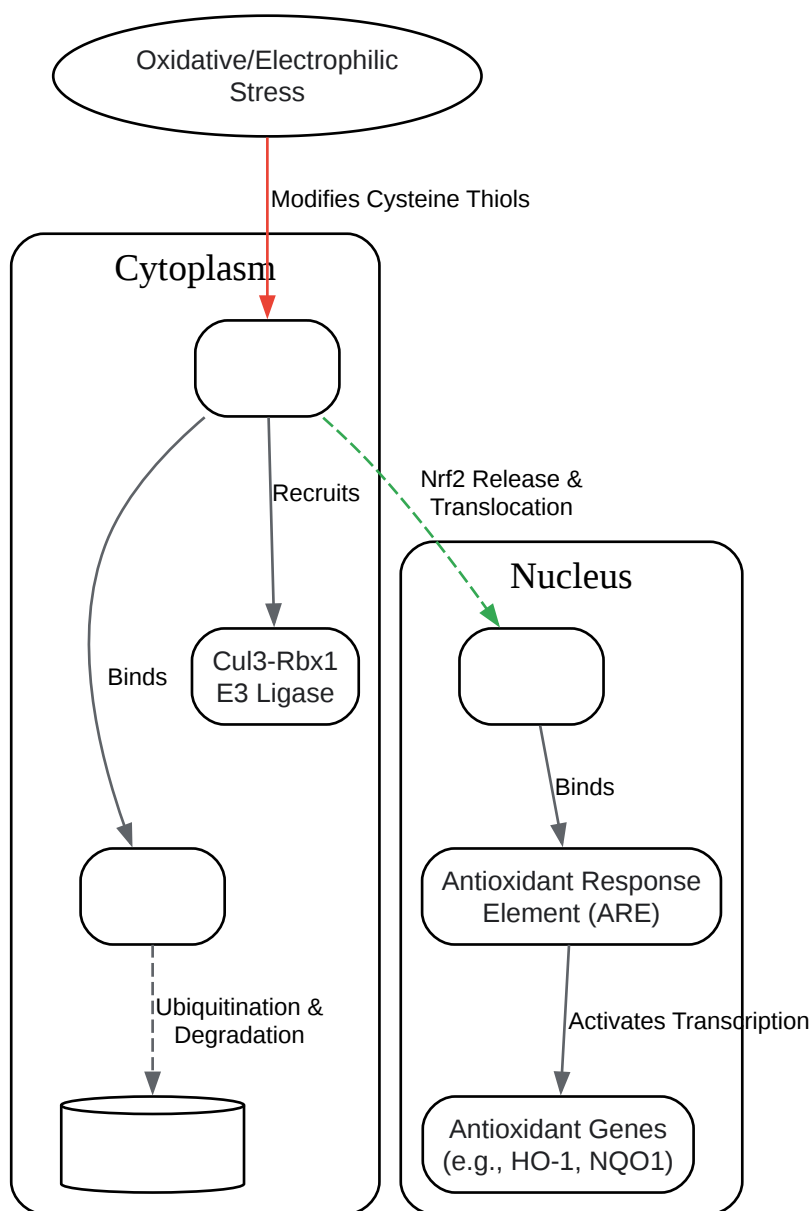 Oxidative/Electrophilic
Stress
Modifies Cysteine Thiols
Cytoplasm
Nrf2 Release &
Translocation
Recruits
Nucleus
Cul3-Rbx1
E3 Ligase
Binds
Binds
Antioxidant Response
Element (ARE)
Ubiquitination &
Degradation
Activates Transcription
Antioxidant Genes
(e.g., HO-1, NQO1)